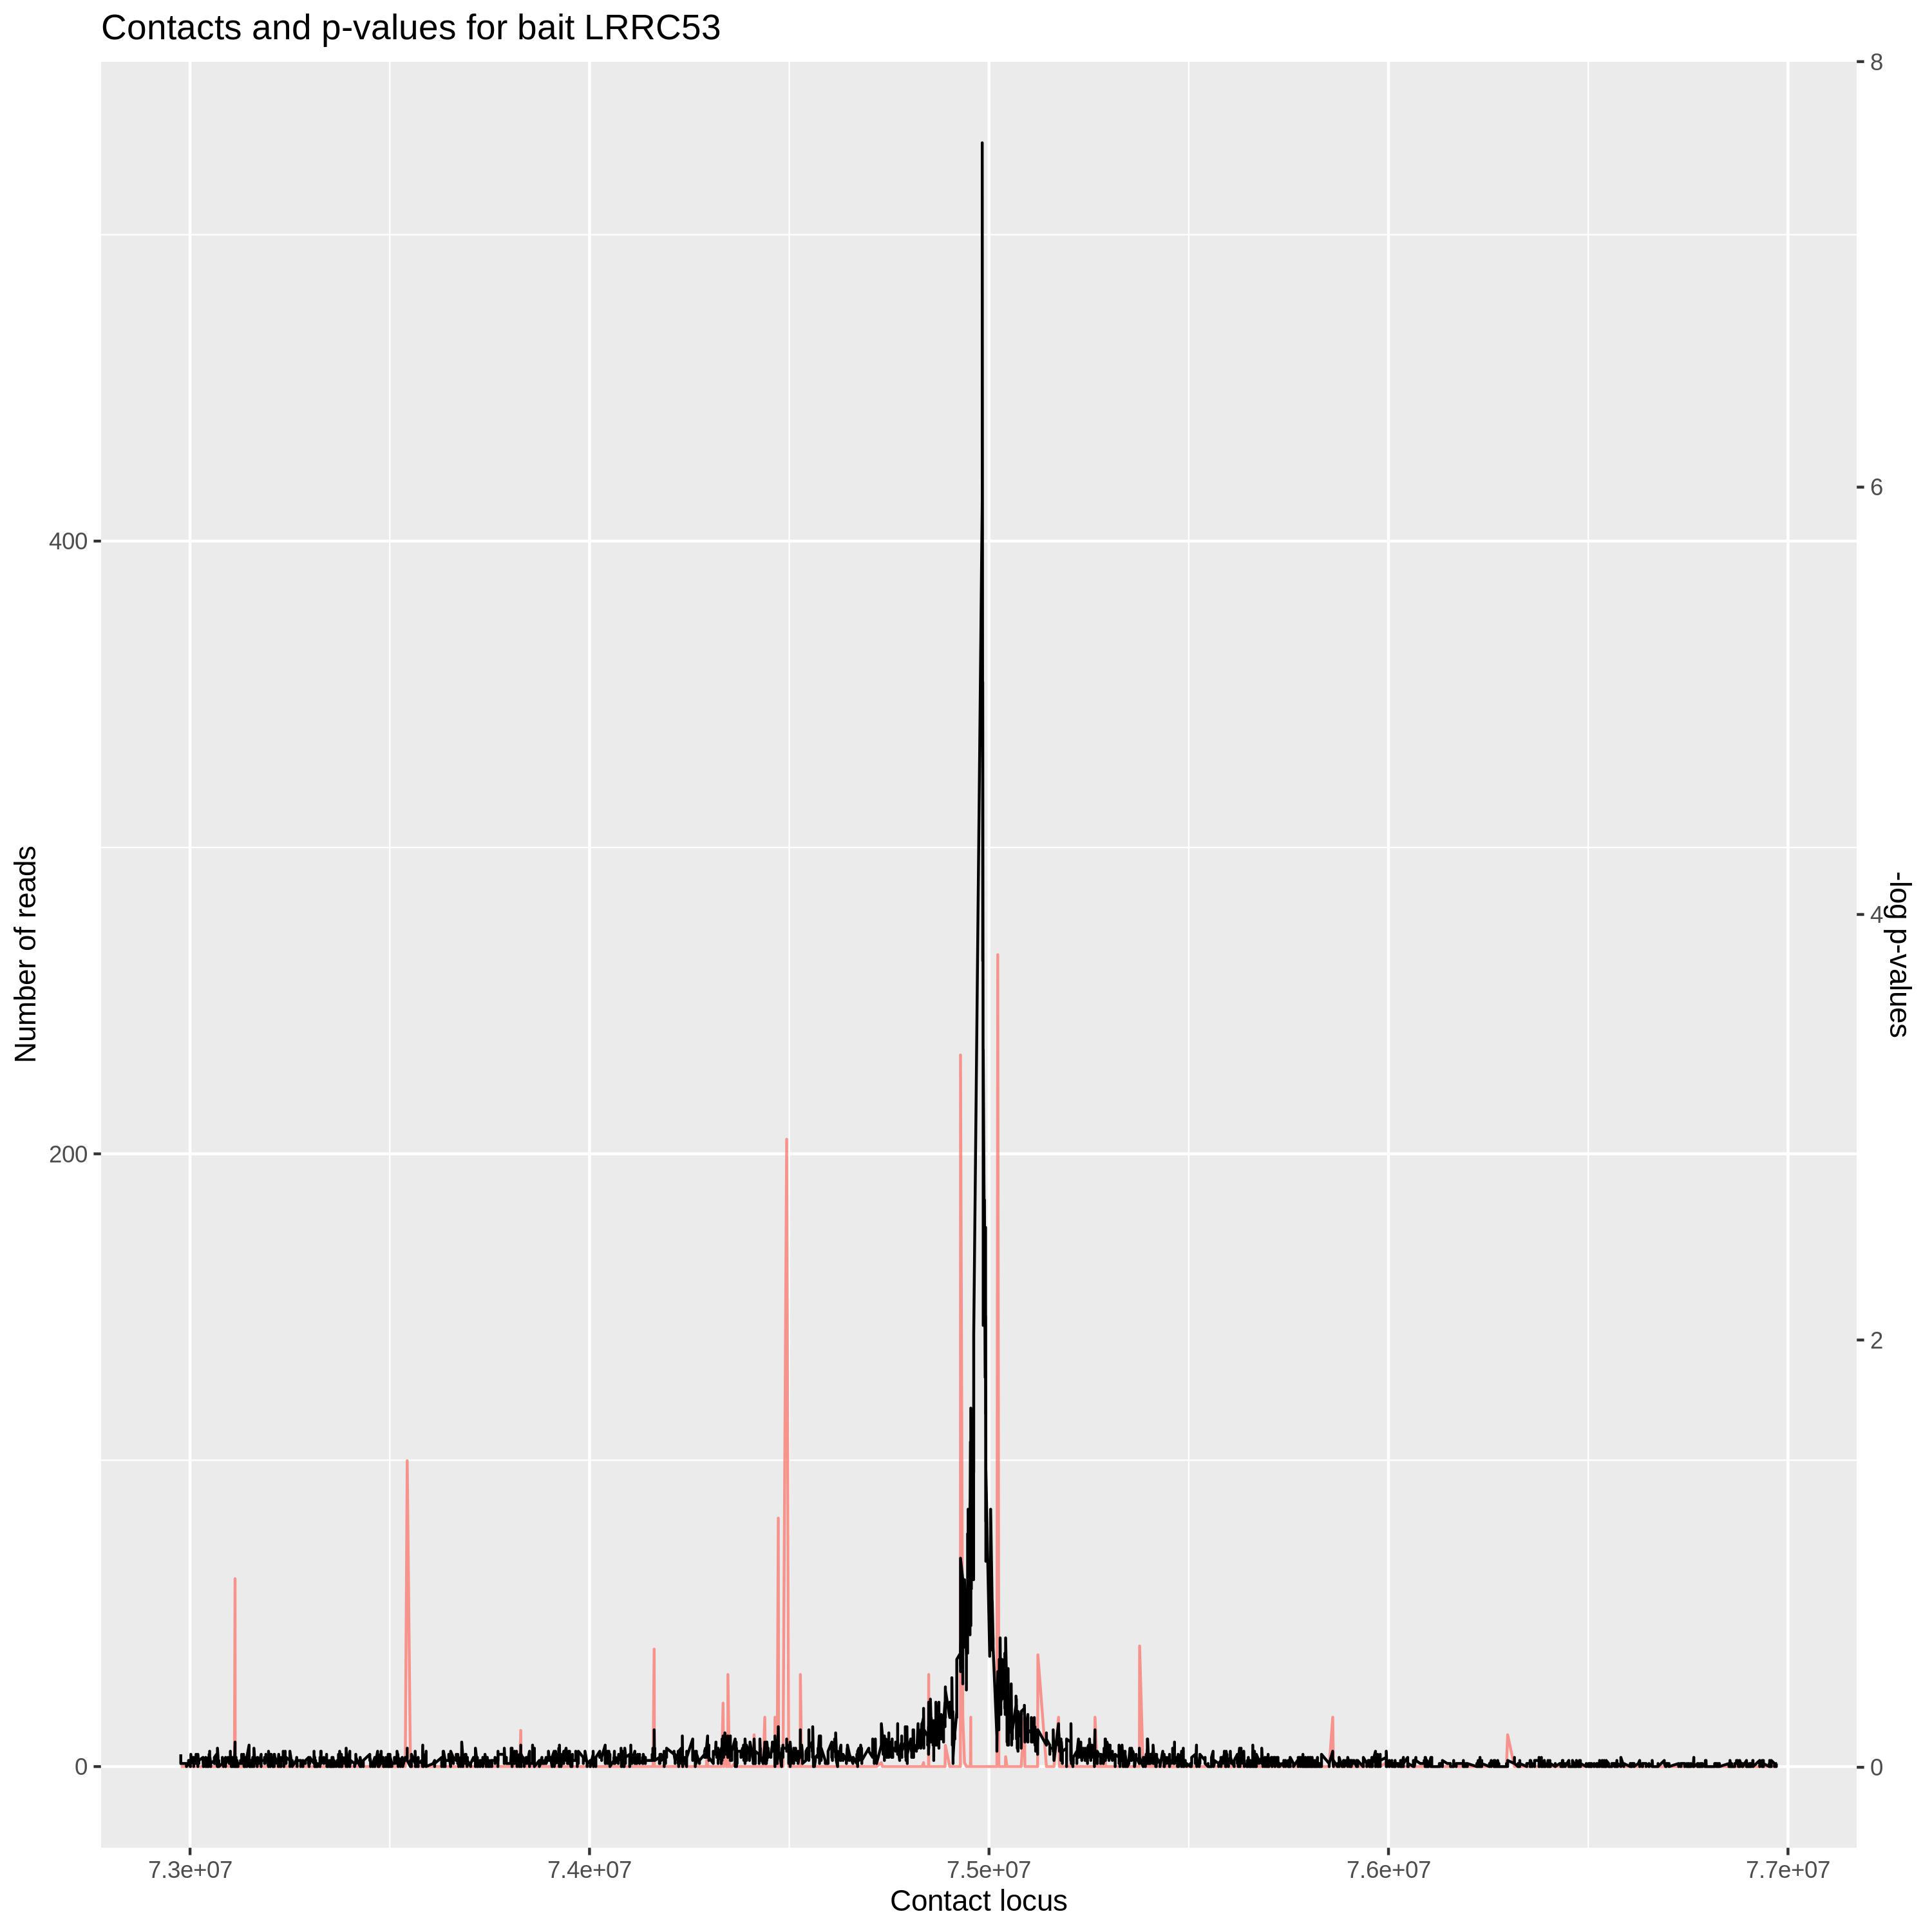 Contacts and p-values for bait LRRC53
8
6
4
2
0
-log p-values
400
200
0
Number of reads
7.3e+07 7.4e+07 7.5e+07 7.6e+07 7.7e+07
Contact locus